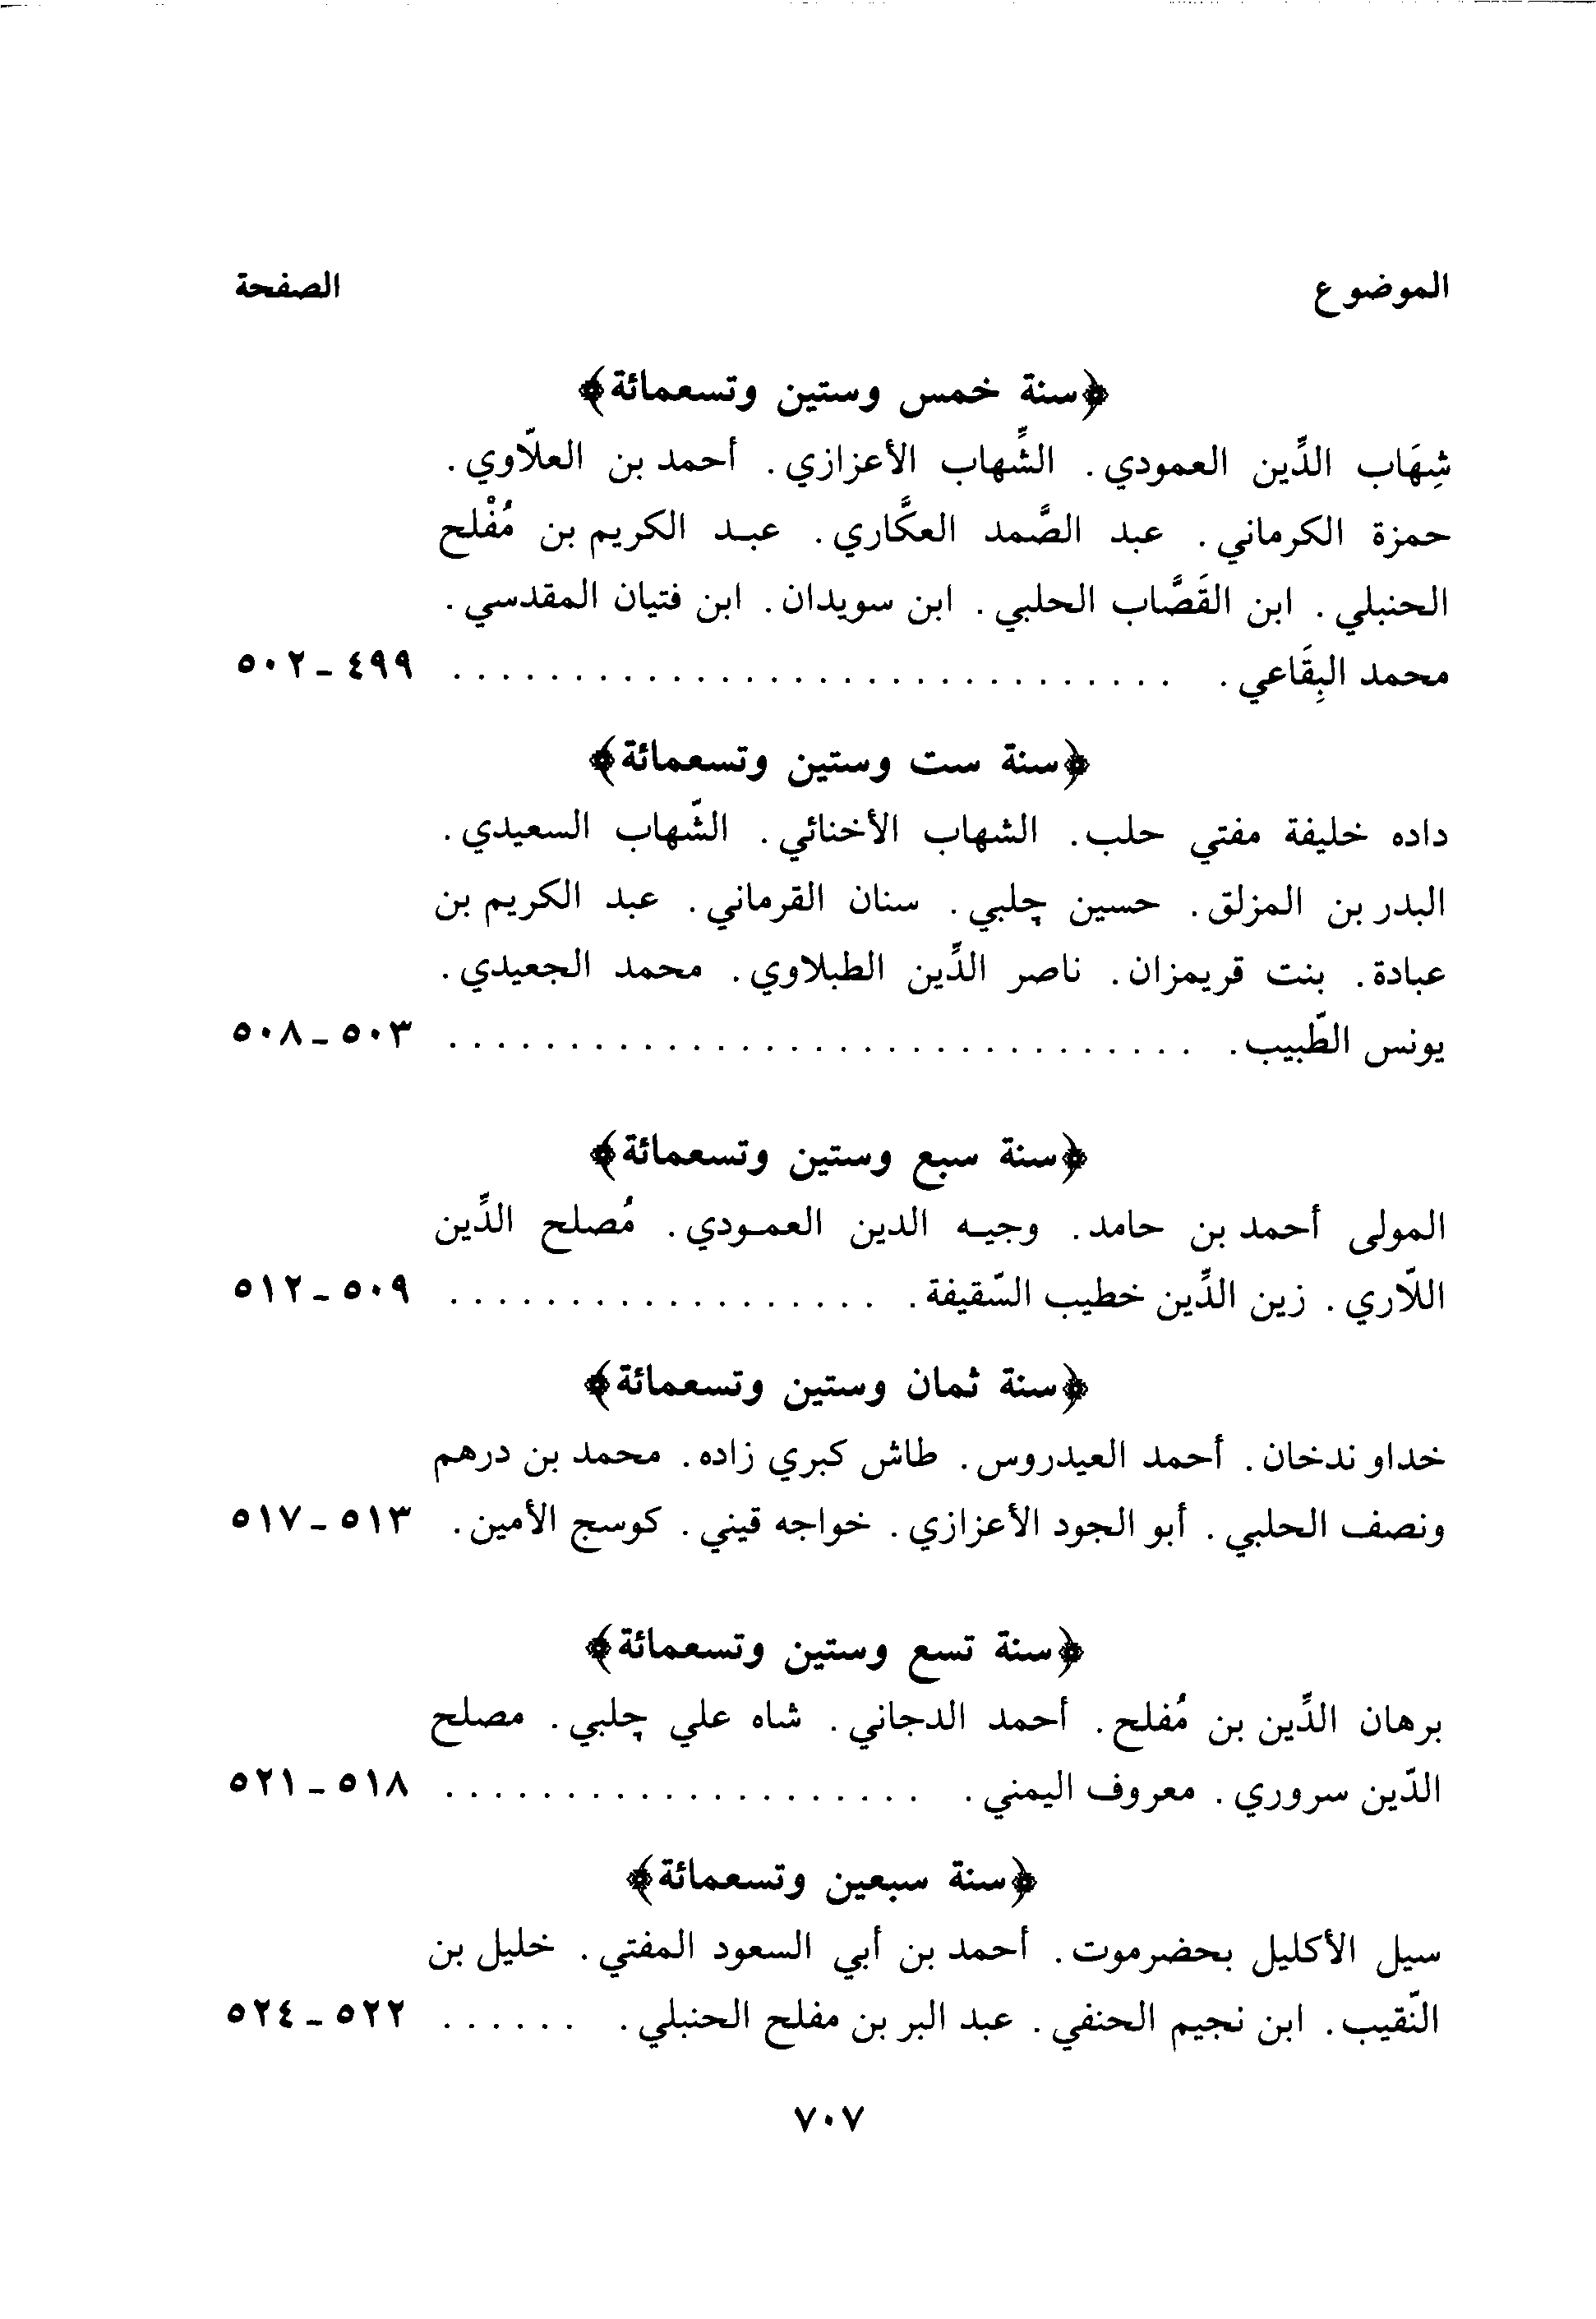 الموضوع الصفحة
﴿سنة خمس وستين وتسعمائة﴾
شِهَاب الدِّين العمودي. الشِّهاب الأعزازي. أحمد بن العلاّوي.
حمزة الكرماني. عبد الصَّمد العكَّاري. عبـد الكريم بن مُفْلح
الحنبلي. ابن القَصَّاب الحلبي. ابن سويدان. ابن فتيان المقدسي.
محمد البِقَاعي. . . . . . . . . . . . . . . . . . . . . . . . . . . . . . . ٤٩٩ ـ ٥٠٢
﴿سنة ست وستين وتسعمائة﴾
داده خليفة مفتي حلب. الشهاب الأخنائي. الشّهاب السعيدي.
البدر بن المزلق. حسين چلبي. سنان القرماني. عبد الكريم بن
عبادة. بنت قريمزان. ناصر الدِّين الطبلاوي. محمد الجعيدي.
يونس الطّبيب. . . . . . . . . . . . . . . . . . . . . . . . . . . . . . . . ٥٠٣ ـ ٥٠٨
﴿سنة سبع وستين وتسعمائة﴾
المولى أحمد بن حامد. وجيـه الدين العمـودي. مُصلح الدِّين
اللّاري. زين الدِّين خطيب السّقيفة. . . . . . . . . . . . . . . . . . . ٥٠٩ ـ ٥١٢
﴿سنة ثمان وستين وتسعمائة﴾
خداو ندخان. أحمد العيدروس. طاش كبري زاده. محمد بن درهم
ونصف الحلبي. أبو الجود الأعزازي. خواجه قيني. كوسج الأمين. ٥١٣ ـ ٥١٧
﴿سنة تسع وستين وتسعمائة﴾
برهان الدِّين بن مُفلح. أحمد الدجاني. شاه علي چلبي. مصلح
الدّين سروري. معروف اليمني. . . . . . . . . . . . . . . . . . . . . ٥١٨ ـ ٥٢١
﴿سنة سبعين وتسعمائة﴾
سيل الأكليل بحضرموت. أحمد بن أبي السعود المفتي. خليل بن
النّقيب. ابن نجيم الحنفي. عبد البر بن مفلح الحنبلي. . . . . . . ٥٢٢ ـ ٥٢٤
٧٠٧